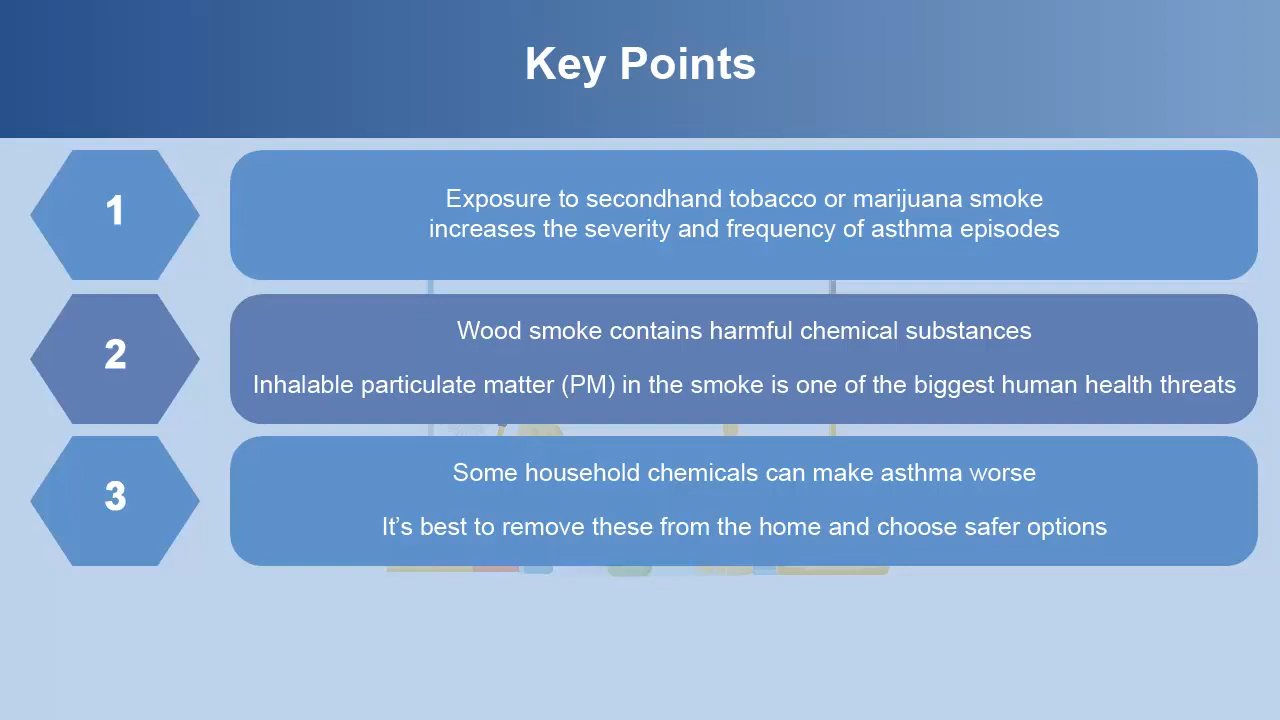 Key Points
1
Exposure to secondhand tobacco or marijuana smoke
increases the severity and frequency of asthma episodes
2
Wood smoke contains harmful chemical substances
Inhalable particulate matter (PM) in the smoke is one of the biggest human health threats
3
Some household chemicals can make asthma worse
It’s best to remove these from the home and choose safer options